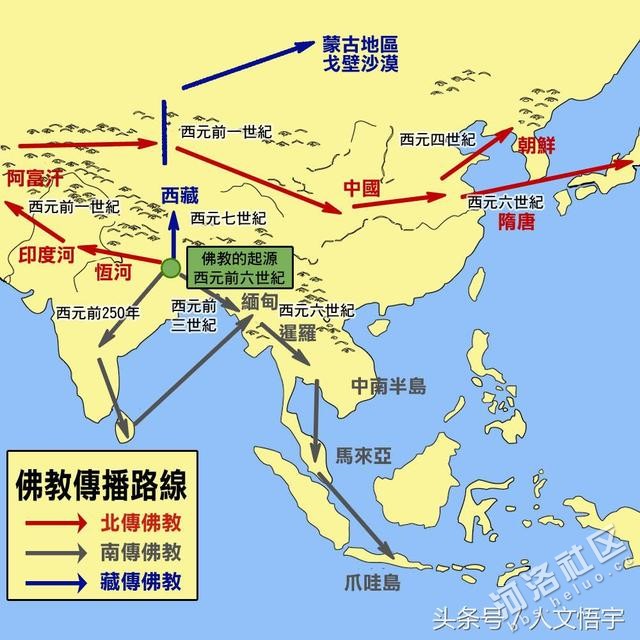 蒙古地區
戈壁沙漠
西元前一世紀
西元四世紀
朝鮮
阿富汗
中國
西藏
西元前一世紀
西元七世紀
西元六世紀
隋唐
印度河
恆河
佛教的起源
西元前六世紀
緬甸
西元前250年
西元前
三世紀
西元六世紀
暹羅
中南半島
馬來亞
爪哇島
佛教傳播路線
北傳佛教
南傳佛教
藏傳佛教
河洛社区
bbs.heluo.cn
头条号／人文悟宇